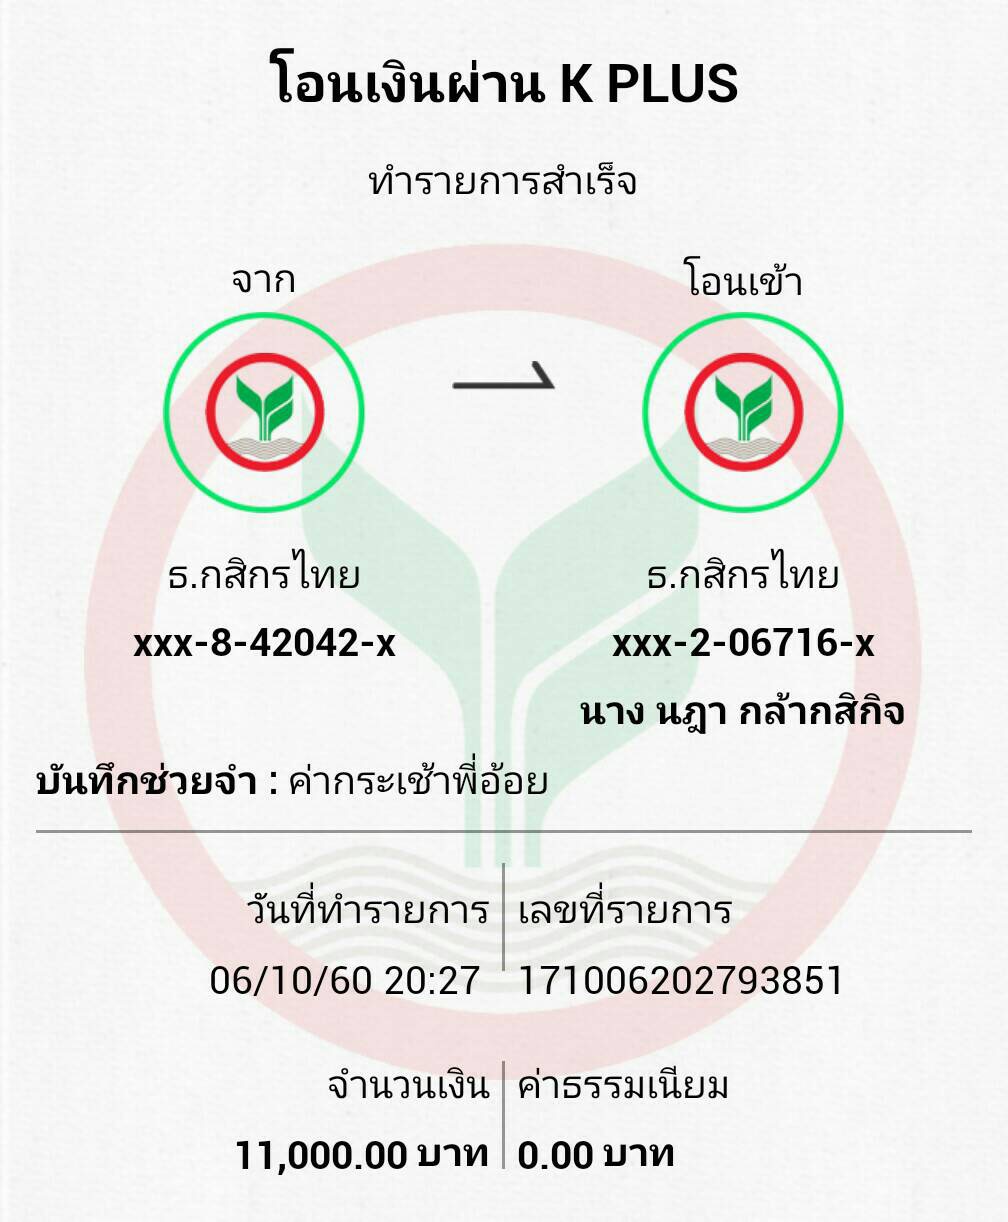 โอนเงินผ่าน K PLUS
ทำรายการสำเร็จ
จาก
โอนเข้า
ธ.กสิกรไทย
ธ.กสิกรไทย
xxx-8-42042-x
xxx-2-06716-x
นาง นฎา กล้ากสิกิจ
บันทึกช่วยจำ : ค่ากระเช้าพี่อ้อย
วันที่ทำรายการ
เลขที่รายการ
06/10/60 20:27
171006202793851
จำนวนเงิน
ค่าธรรมเนียม
11,000.00 บาท
0.00 บาท